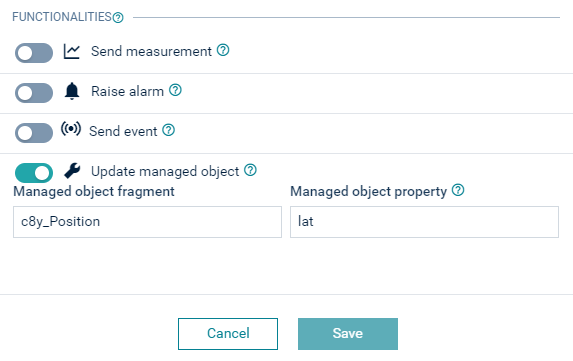 FUNCTIONALITIES
Send measurement
Raise alarm
Send event
Update managed object
Managed object fragment Managed object property
c8y_Position lat
Cancel Save